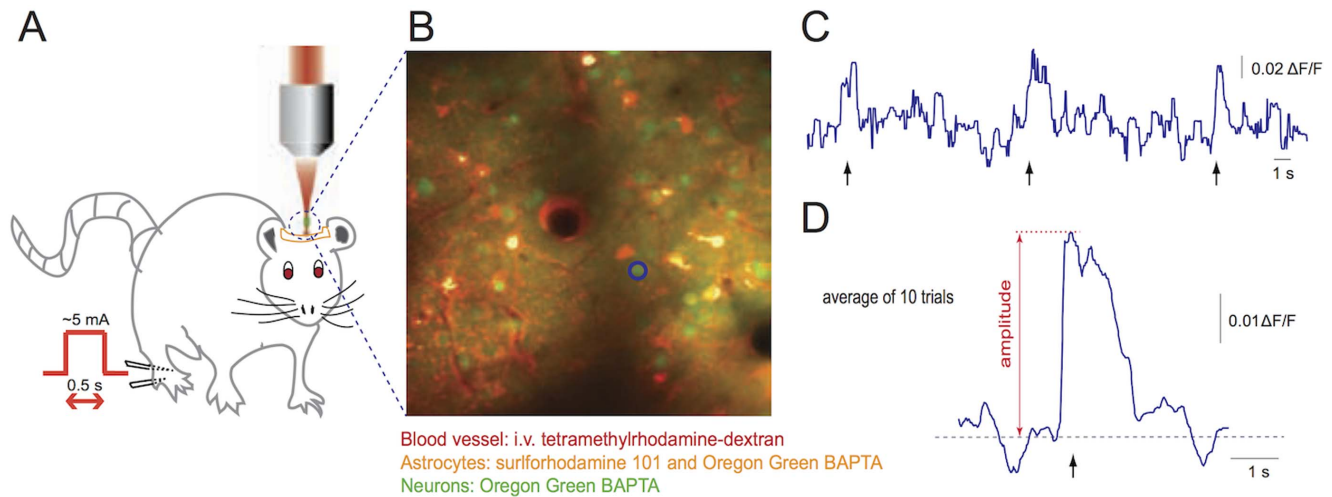 A
B
C
D
~5 mA
0.5 s
Blood vessel: i.v. tetramethylrhodamine-dextran
Astrocytes: surlforhodamine 101 and Oregon Green BAPTA
Neurons: Oregon Green BAPTA
0.02 ΔF/F
1 s
average of 10 trials
amplitude
0.01ΔF/F
1 s